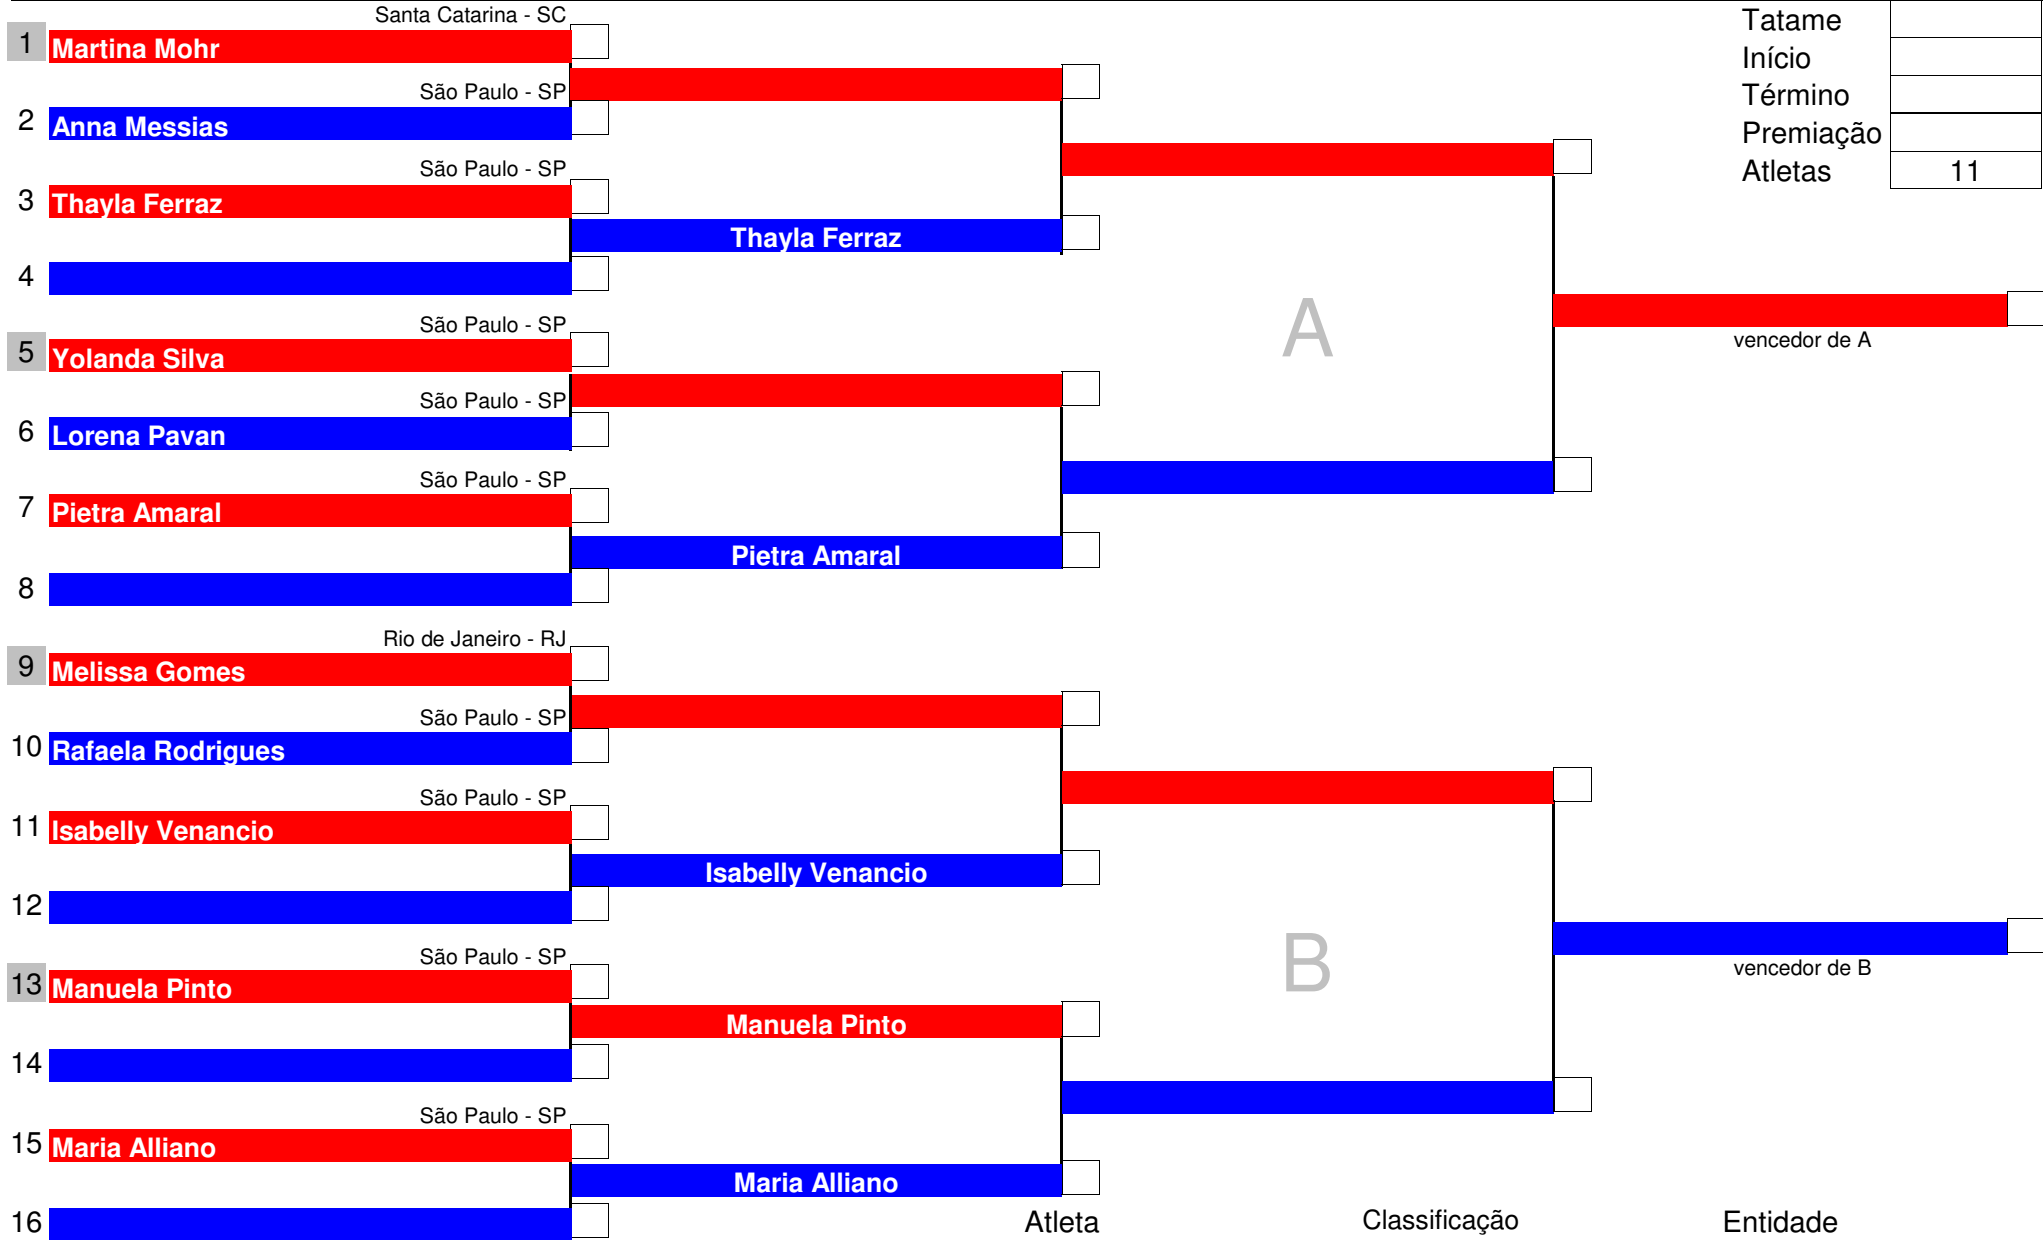 Santa Catarina - SC
Tatame
1 Martina Mohr
Início
São Paulo - SP
Término
2 Anna Messias
Premiação
São Paulo - SP
Atletas 11
3 Thayla Ferraz
Thayla Ferraz
4
São Paulo - SP
A
vencedor de A
5 Yolanda Silva
São Paulo - SP
6 Lorena Pavan
São Paulo - SP
7 Pietra Amaral
Pietra Amaral
8
Rio de Janeiro - RJ
9 Melissa Gomes
São Paulo - SP
10 Rafaela Rodrigues
São Paulo - SP
11 Isabelly Venancio
Isabelly Venancio
12
São Paulo - SP
B
vencedor de B
13 Manuela Pinto
Manuela Pinto
14
São Paulo - SP
15 Maria Alliano
Maria Alliano
16
Atleta Classificação Entidade